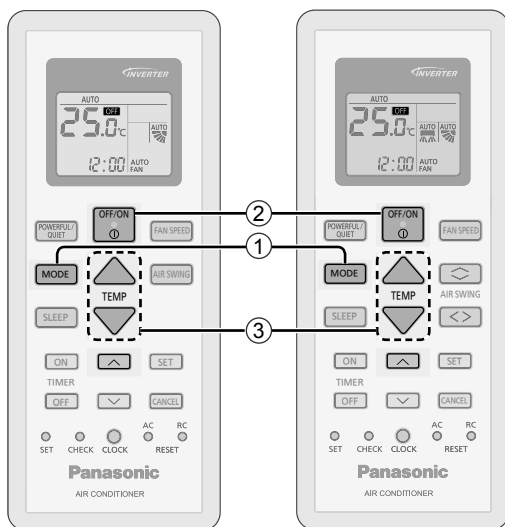 INVERTER
AUTO
OFF
25.0°C
AUTO
12:00 AUTO FAN
POWERFUL/ QUIET
OFF/ON
FAN SPEED
MODE
TEMP
AIR SWING
SLEEP
ON
SET
TIMER
OFF
CANCEL
AC RC
SET CHECK CLOCK RESET
Panasonic
AIR CONDITIONER
2
1
3
INVERTER
AUTO
OFF
25.0°C
AUTO AUTO
12:00 AUTO FAN
POWERFUL/ QUIET
OFF/ON
FAN SPEED
MODE
TEMP
AIR SWING
SLEEP
ON
SET
TIMER
OFF
CANCEL
AC RC
SET CHECK CLOCK RESET
Panasonic
AIR CONDITIONER